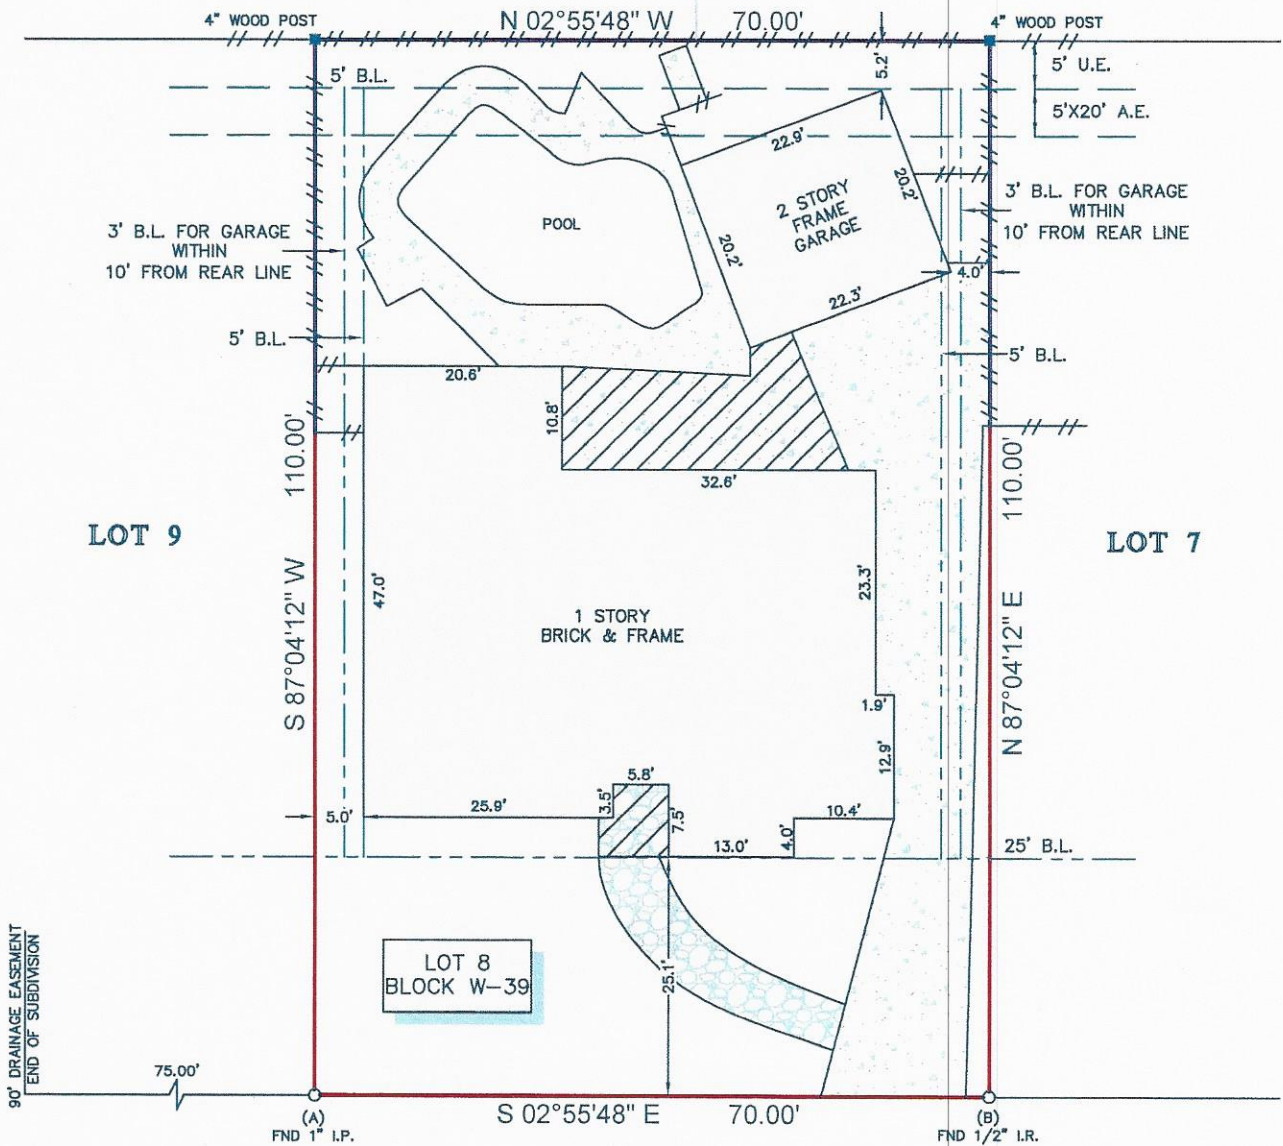 4" WOOD POST
N 02°55'48" W 70.00'
4" WOOD POST
5' B.L.
5.2'
5' U.E.
5'X20' A.E.
22.9'
20.2'
2 STORY
FRAME
GARAGE
POOL
3' B.L. FOR GARAGE
WITHIN
10' FROM REAR LINE
3' B.L. FOR GARAGE
WITHIN
10' FROM REAR LINE
20.2'
4.0'
22.3'
5' B.L.
5' B.L.
20.6'
10.8'
32.6'
S 87°04'12" W 110.00'
N 87°04'12" E 110.00'
LOT 9
LOT 7
47.0'
23.3'
1 STORY
BRICK & FRAME
1.9'
12.9'
5.8'
3.5'
7.5'
25.9'
5.0'
10.4'
4.0'
13.0'
25' B.L.
LOT 8
BLOCK W-39
25.1'
90' DRAINAGE EASEMENT
END OF SUBDIVISION
75.00'
(A)
FND 1" I.P.
S 02°55'48" E 70.00'
(B)
FND 1/2" I.R.